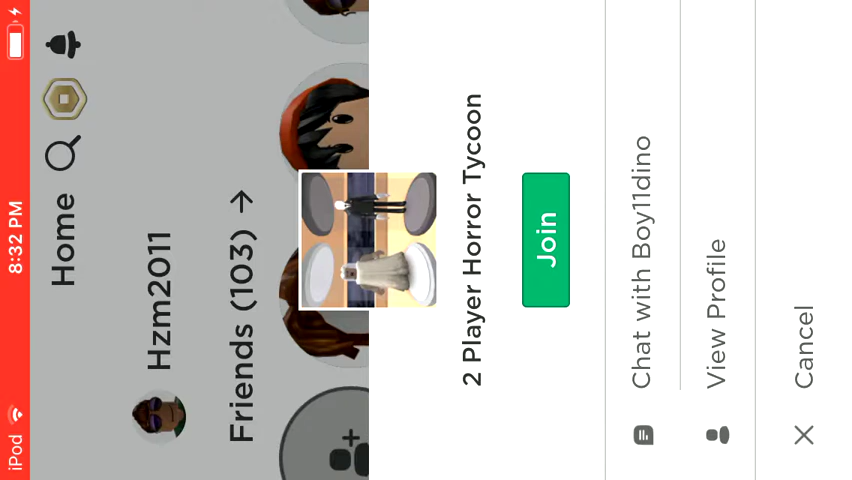 iPod 8:32 PM
Home
Hzm2011
Friends (103) →
2 Player Horror Tycoon
Join
Chat with Boy11dino
View Profile
Cancel